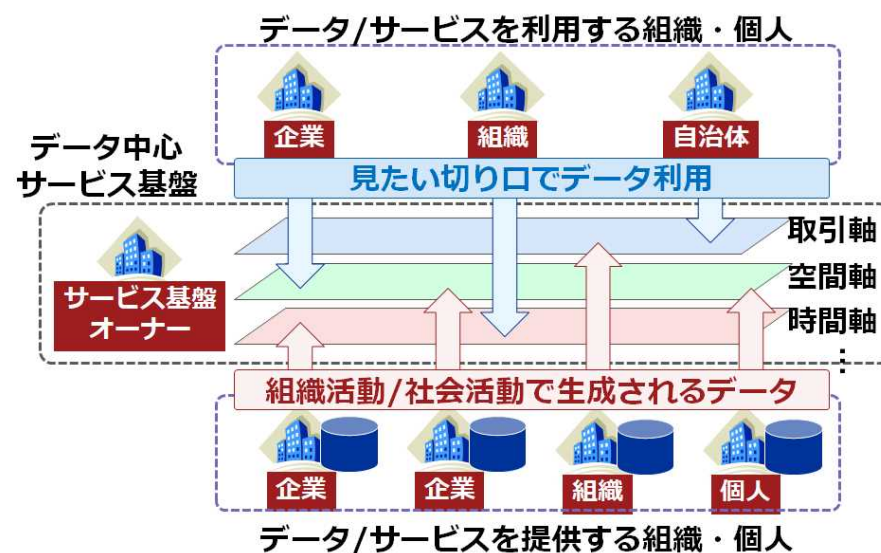 データ/サービスを利用する組織・個人
企業
組織
自治体
データ中心
サービス基盤
見たい切り口でデータ利用
取引軸
空間軸
時間軸
⋮
サービス基盤
オーナー
組織活動/社会活動で生成されるデータ
企業
企業
組織
個人
データ/サービスを提供する組織・個人